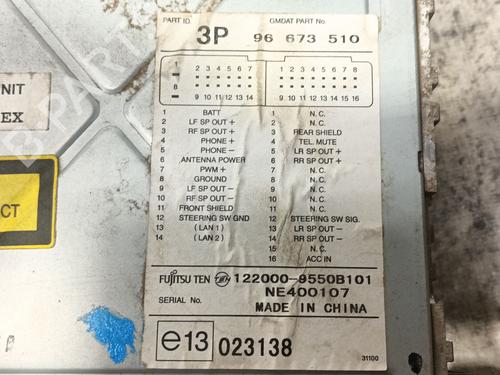 PART ID. GMDAT PART No.
3P 96 673 510
1 2 3 4 5 6 7 1 2 3 4 5 6 7 8
8 9 10 11 12 13 14 9 10 11 12 13 14 15 16
1 BATT 1 N.C.
2 LF SP OUT + 2 N.C.
3 RF SP OUT + 3 REAR SHIELD
4 PHONE + 4 TEL. MUTE
5 PHONE − 5 LR SP OUT +
6 ANTENNA POWER 6 RR SP OUT +
7 PWM + 7 N.C.
8 GROUND 8 N.C.
9 LF SP OUT − 9 N.C.
10 RF SP OUT − 10 N.C.
11 FRONT SHIELD 11 N.C.
12 STEERING SW GND 12 STEERING SW SIG.
13 ( LAN 1 ) 13 LR SP OUT −
14 ( LAN 2 ) 14 RR SP OUT −
15 N.C.
16 ACC IN
FUJITSU TEN 122000-9550B101
NE400107
SERIAL No. MADE IN CHINA
e13 023138
31100
NIT
EX
CT